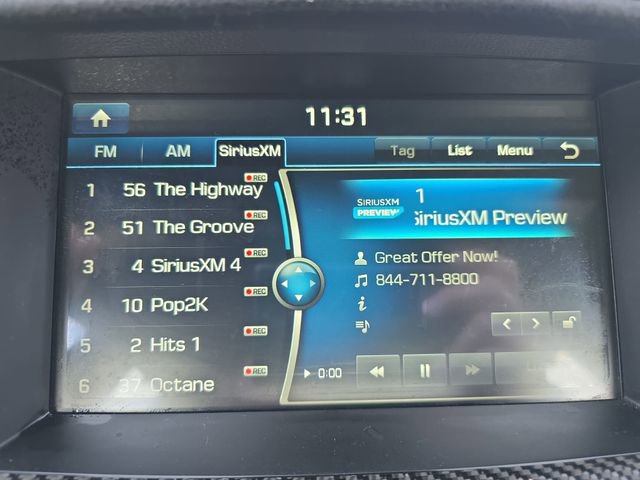 11:31
FM AM SiriusXM Tag List Menu
1 56 The Highway REC
2 51 The Groove REC
3 4 SiriusXM 4 REC
4 10 Pop2K REC
5 2 Hits 1 REC
6 37 Octane REC
SIRIUSXM
PREVIEW
1
SiriusXM Preview
Great Offer Now!
844-711-8800
0:00